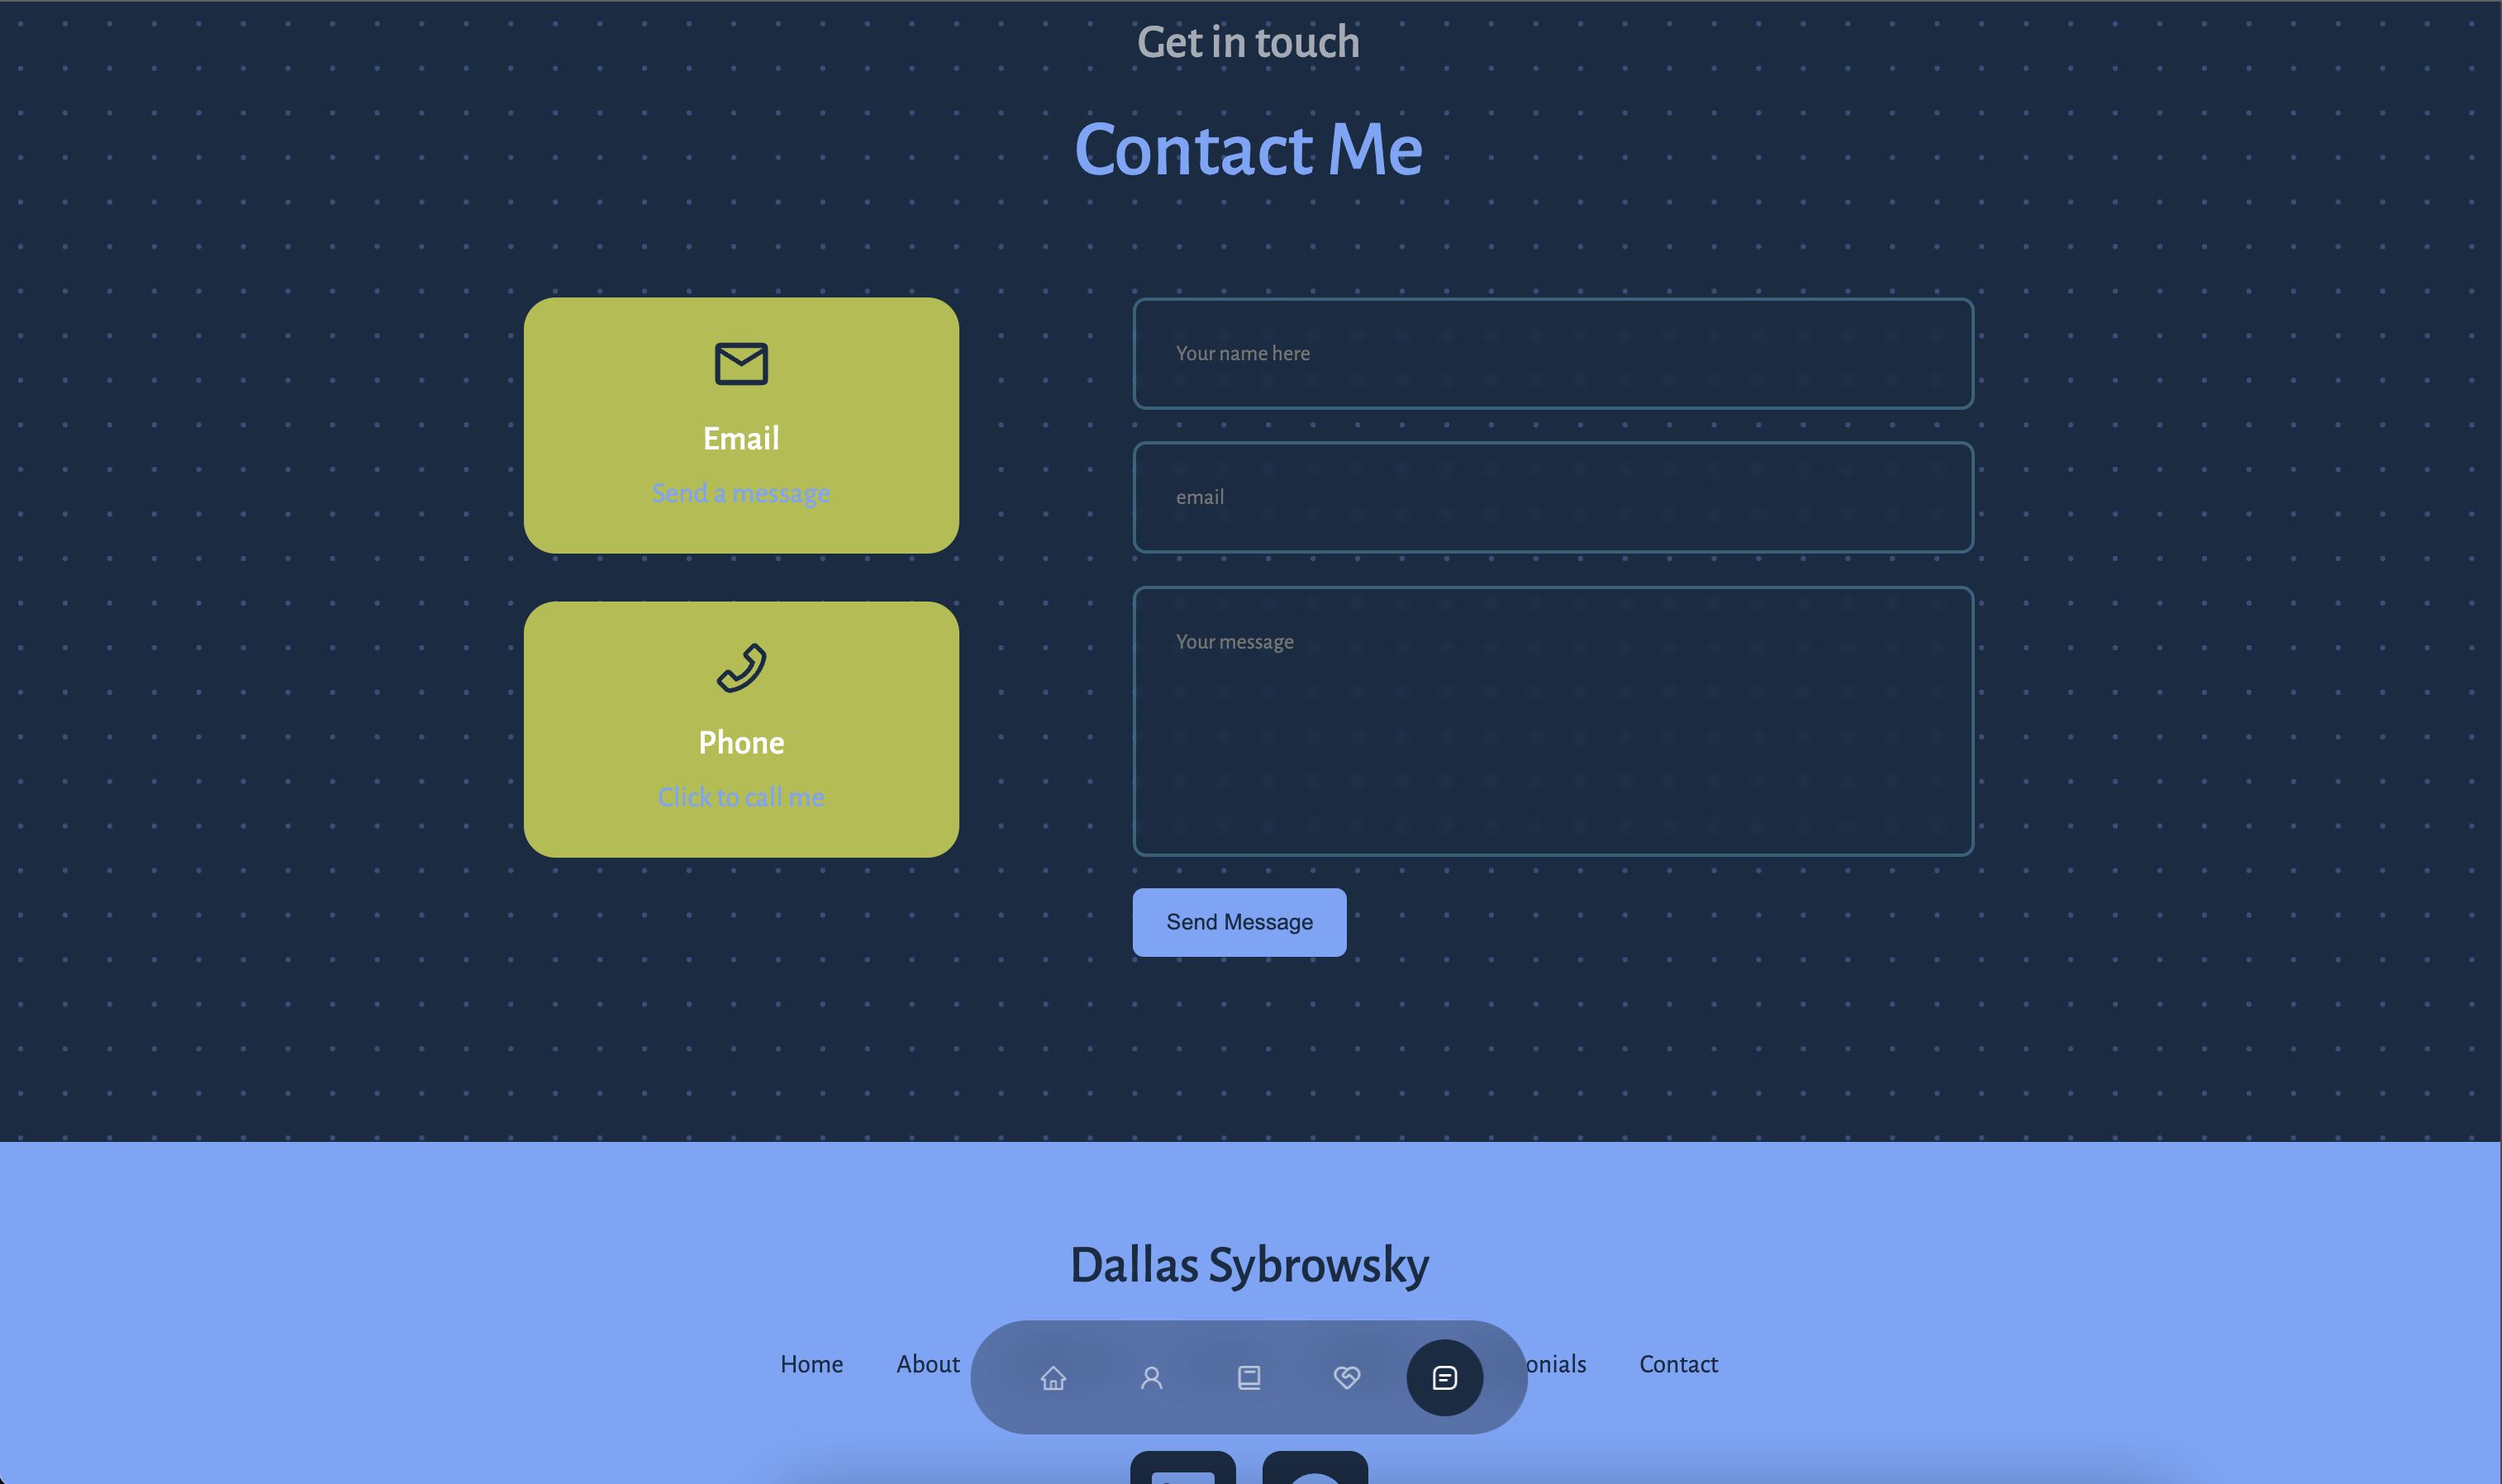 Get in touch
Contact Me
Email
Send a message
Phone
Click to call me
Your name here
email
Your message
Send Message
Dallas Sybrowsky
Home About onials Contact